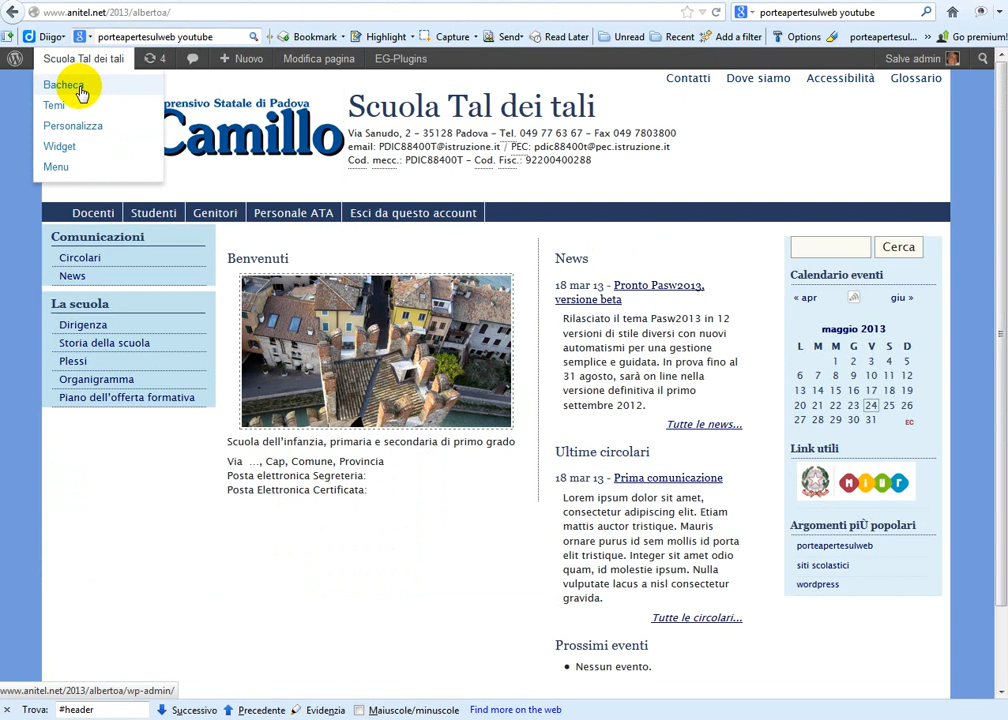 www.anitel.net/2013/albertoa/
porteapertesulweb youtube
Diigo
porteapertesulweb youtube
Bookmark
Highlight
Capture
Send
Read Later
Unread
Recent
Add a filter
Options
porteapertesul...
»
Go premium!
Scuola Tal dei tali
4
Nuovo
Modifica pagina
EG-Plugins
Salve admin
Bacheca
Temi
Personalizza
Widget
Menu
Contatti
Dove siamo
Accessibilità
Glossario
prensivo Statale di Padova
Camillo
Scuola Tal dei tali
Via Sanudo, 2 – 35128 Padova – Tel. 049 77 63 67 – Fax 049 7803800
email: PDIC88400T@istruzione.it / PEC: pdic88400t@pec.istruzione.it
Cod. mecc.: PDIC88400T – Cod. Fisc.: 92200400288
Docenti
Studenti
Genitori
Personale ATA
Esci da questo account
Comunicazioni
Circolari
News
La scuola
Dirigenza
Storia della scuola
Plessi
Organigramma
Piano dell'offerta formativa
Benvenuti
Scuola dell'infanzia, primaria e secondaria di primo grado
Via ..., Cap, Comune, Provincia
Posta elettronica Segreteria:
Posta Elettronica Certificata:
News
18 mar 13 - Pronto Pasw2013,
versione beta
Rilasciato il tema Pasw2013 in 12
versioni di stile diversi con nuovi
automatismi per una gestione
semplice e guidata. In prova fino al
31 agosto, sarà on line nella
versione definitiva il primo
settembre 2012.
Tutte le news...
Ultime circolari
18 mar 13 - Prima comunicazione
Lorem ipsum dolor sit amet,
consectetur adipiscing elit. Etiam
mattis auctor tristique. Mauris
ornare purus id sem mollis id porta
elit tristique. Integer sit amet odio
quam, id molestie ipsum. Nulla
vulputate lacus a nisl consectetur
gravida.
Tutte le circolari...
Prossimi eventi
Nessun evento.
Cerca
Calendario eventi
« apr
giu »
maggio 2013
L M M G V S D
1 2 3 4 5
6 7 8 9 10 11 12
13 14 15 16 17 18 19
20 21 22 23 24 25 26
27 28 29 30 31
EC
Link utili
MIUR
Argomenti piÙ popolari
porteapertesulweb
siti scolastici
wordpress
www.anitel.net/2013/albertoa/wp-admin/
Trova:
#header
Successivo
Precedente
Evidenzia
Maiuscole/minuscole
Find more on the web